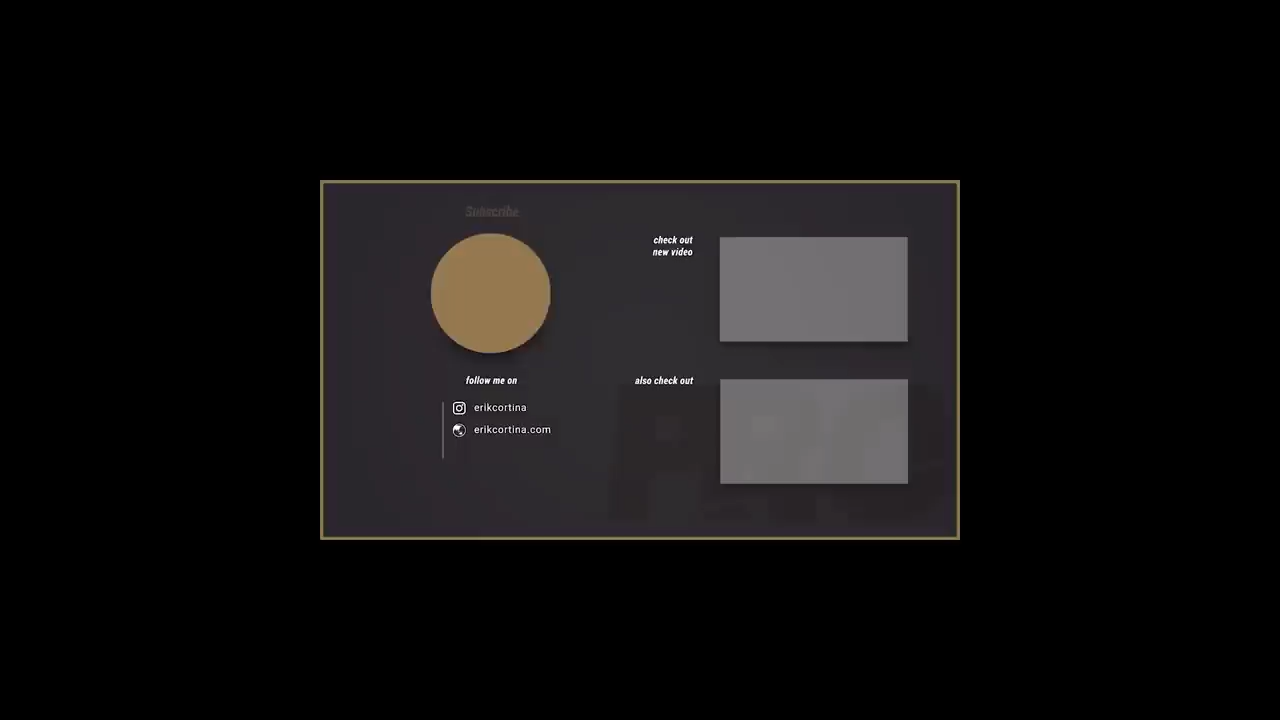 Subscribe
check out
new video
follow me on
also check out
erikcortina
erikcortina.com